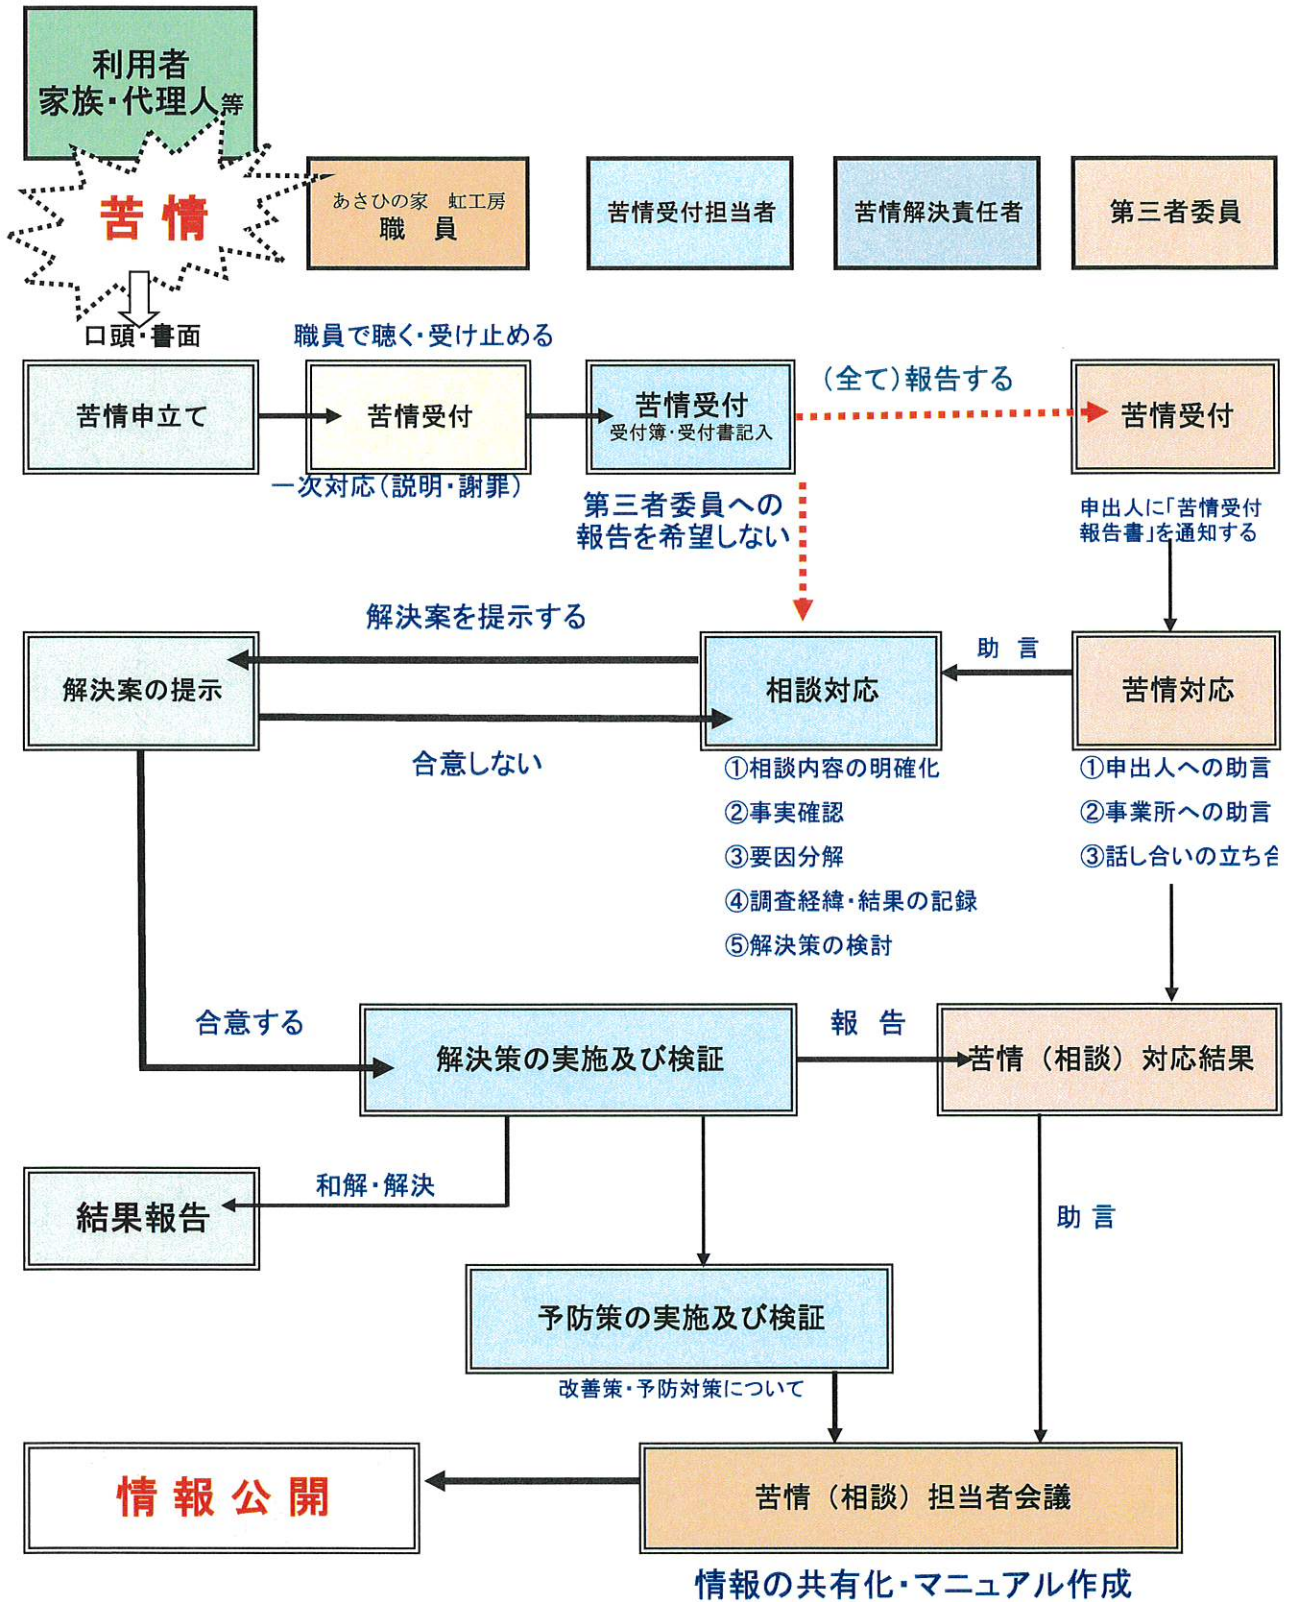 利用者
家族・代理人等
苦情
あさひの家　虹工房
職　員
苦情受付担当者
苦情解決責任者
第三者委員
口頭・書面
職員で聴く・受け止める
苦情申立て
苦情受付
苦情受付
受付簿・受付書記入
（全て）報告する
苦情受付
一次対応（説明・謝罪）
第三者委員への
報告を希望しない
申出人に「苦情受付
報告書」を通知する
解決案を提示する
解決案の提示
相談対応
助 言
苦情対応
合意しない
①相談内容の明確化
②事実確認
③要因分解
④調査経緯・結果の記録
⑤解決策の検討
①申出人への助言
②事業所への助言
③話し合いの立ち合
合意する
解決策の実施及び検証
報 告
苦情（相談）対応結果
和解・解決
結果報告
助 言
予防策の実施及び検証
改善策・予防対策について
情報公開
苦情（相談）担当者会議
情報の共有化・マニュアル作成